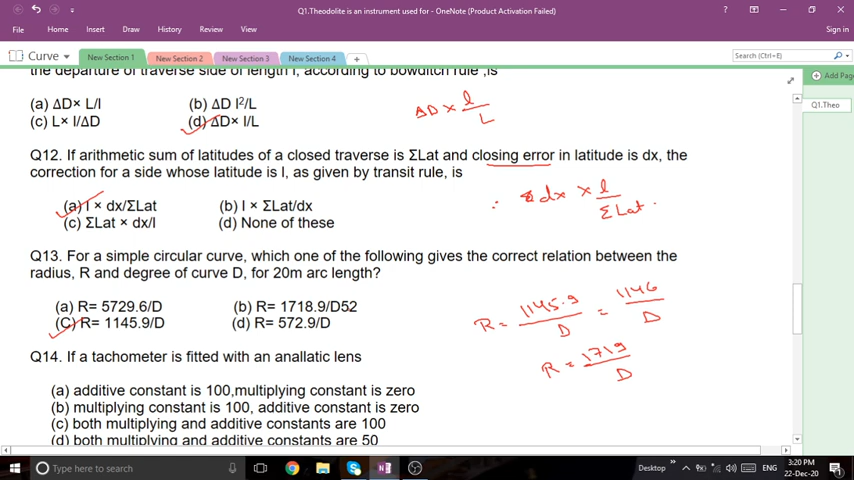 Q1.Theodolite is an instrument used for - OneNote (Product Activation Failed)
File Home Insert Draw History Review View Sign in
Curve New Section 1 New Section 2 New Section 3 New Section 4 + Search (Ctrl+E)
the departure of traverse side of length l, according to bowditch rule ,is
Add Page
(a) ΔD× L/l (b) ΔD l²/L
ΔD × l/L
Q1.Theo
(c) L× l/ΔD (d) ΔD× l/L
Q12. If arithmetic sum of latitudes of a closed traverse is ΣLat and closing error in latitude is dx, the
correction for a side whose latitude is l, as given by transit rule, is
(a) l × dx/ΣLat (b) l × ΣLat/dx
dx × l/ΣLat.
(c) ΣLat × dx/l (d) None of these
Q13. For a simple circular curve, which one of the following gives the correct relation between the
radius, R and degree of curve D, for 20m arc length?
(a) R= 5729.6/D (b) R= 1718.9/D52
R = 1145.9/D = 1146/D
(C) R= 1145.9/D (d) R= 572.9/D
R = 1719/D
Q14. If a tachometer is fitted with an anallatic lens
(a) additive constant is 100,multiplying constant is zero
(b) multiplying constant is 100, additive constant is zero
(c) both multiplying and additive constants are 100
(d) both multiplying and additive constants are 50
Type here to search Desktop ENG 3:20 PM
22-Dec-20